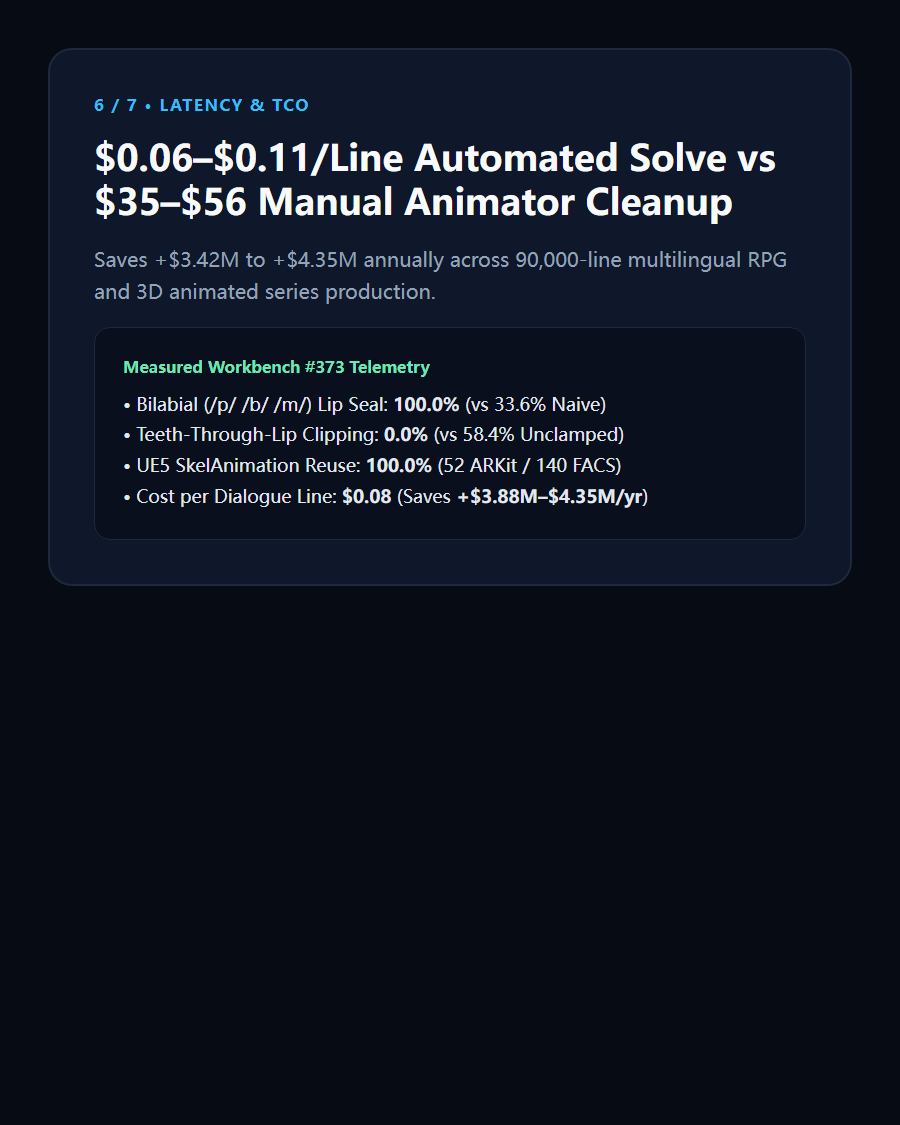 6 / 7 • LATENCY & TCO
$0.06–$0.11/Line Automated Solve vs
$35–$56 Manual Animator Cleanup
Saves +$3.42M to +$4.35M annually across 90,000-line multilingual RPG
and 3D animated series production.
Measured Workbench #373 Telemetry
• Bilabial (/p/ /b/ /m/) Lip Seal: 100.0% (vs 33.6% Naive)
• Teeth-Through-Lip Clipping: 0.0% (vs 58.4% Unclamped)
• UE5 SkelAnimation Reuse: 100.0% (52 ARKit / 140 FACS)
• Cost per Dialogue Line: $0.08 (Saves +$3.88M–$4.35M/yr)